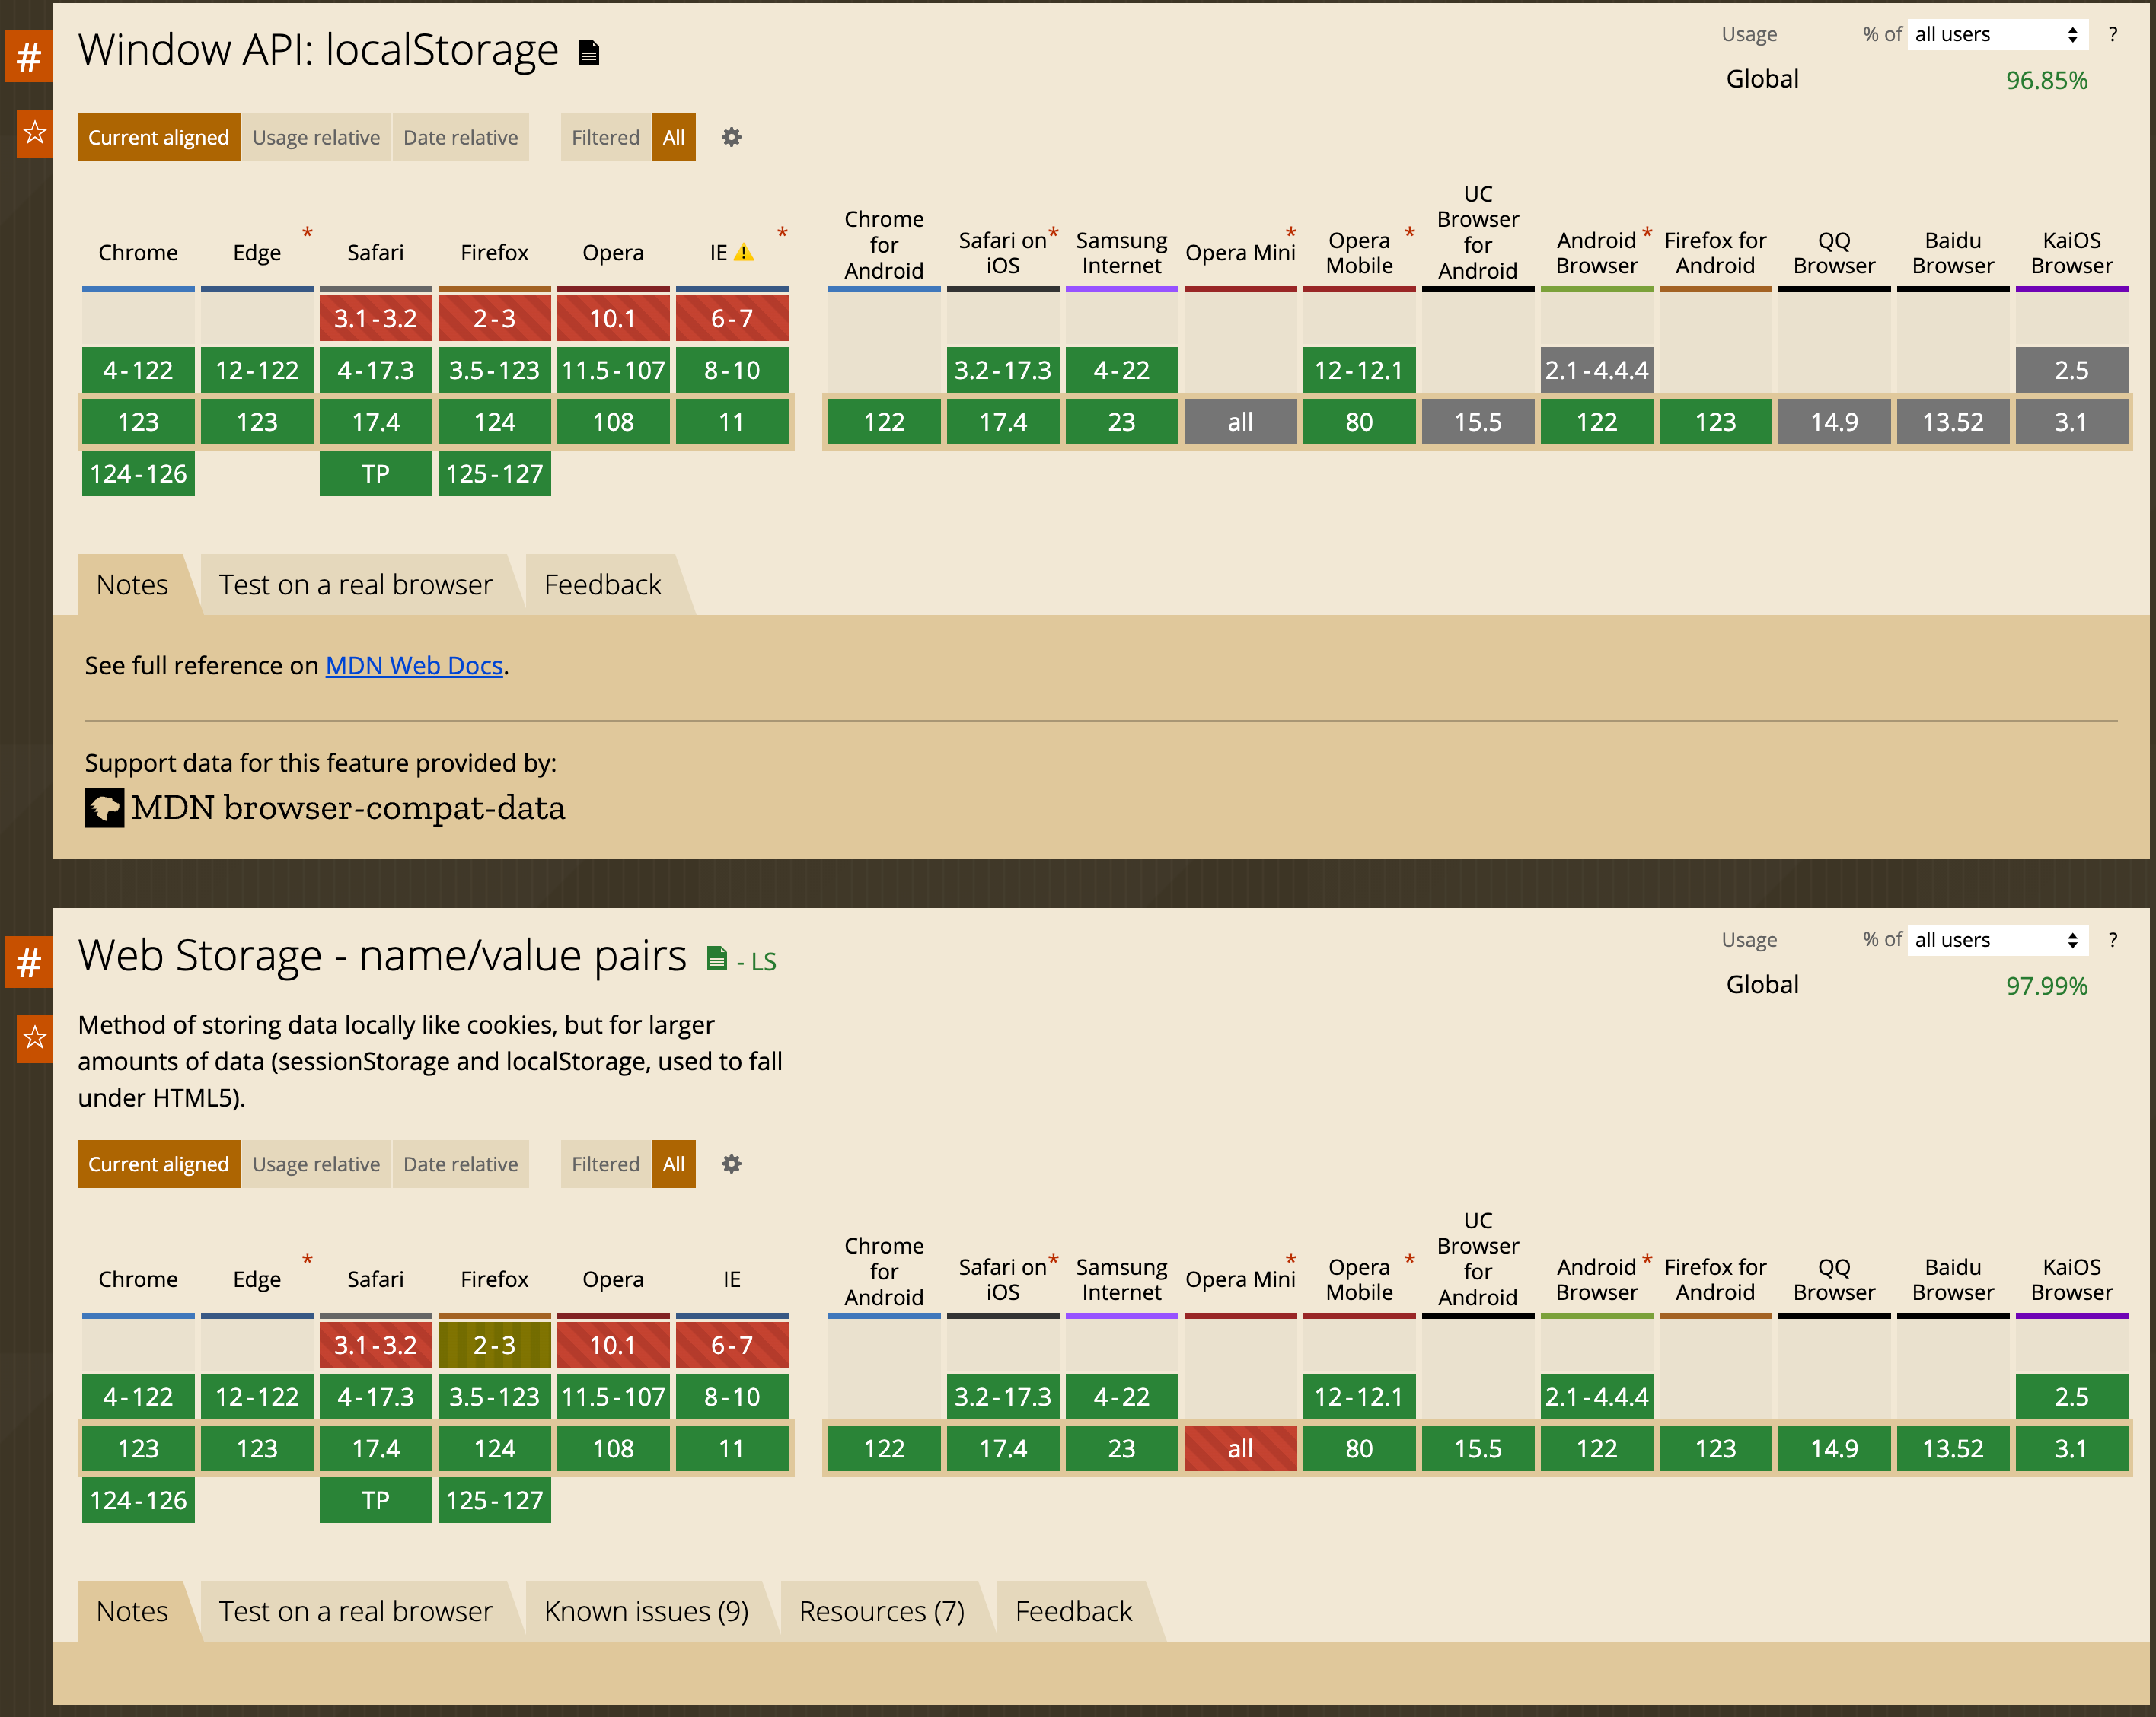 #
Window API: localStorage
Usage % of all users ?
Global 96.85%
Current aligned Usage relative Date relative Filtered All
Chrome Edge * Safari Firefox Opera IE * Chrome for Android Safari on iOS * Samsung Internet Opera Mini * Opera Mobile * UC Browser for Android Android Browser * Firefox for Android QQ Browser Baidu Browser KaiOS Browser
3.1-3.2 2-3 10.1 6-7
4-122 12-122 4-17.3 3.5-123 11.5-107 8-10 3.2-17.3 4-22 12-12.1 2.1-4.4.4 2.5
123 123 17.4 124 108 11 122 17.4 23 all 80 15.5 122 123 14.9 13.52 3.1
124-126 TP 125-127
Notes Test on a real browser Feedback
See full reference on MDN Web Docs.
Support data for this feature provided by:
MDN browser-compat-data
#
Web Storage - name/value pairs - LS
Usage % of all users ?
Global 97.99%
Method of storing data locally like cookies, but for larger
amounts of data (sessionStorage and localStorage, used to fall
under HTML5).
Current aligned Usage relative Date relative Filtered All
Chrome Edge * Safari Firefox Opera IE Chrome for Android Safari on iOS * Samsung Internet Opera Mini * Opera Mobile * UC Browser for Android Android Browser * Firefox for Android QQ Browser Baidu Browser KaiOS Browser
3.1-3.2 2-3 10.1 6-7
4-122 12-122 4-17.3 3.5-123 11.5-107 8-10 3.2-17.3 4-22 12-12.1 2.1-4.4.4 2.5
123 123 17.4 124 108 11 122 17.4 23 all 80 15.5 122 123 14.9 13.52 3.1
124-126 TP 125-127
Notes Test on a real browser Known issues (9) Resources (7) Feedback